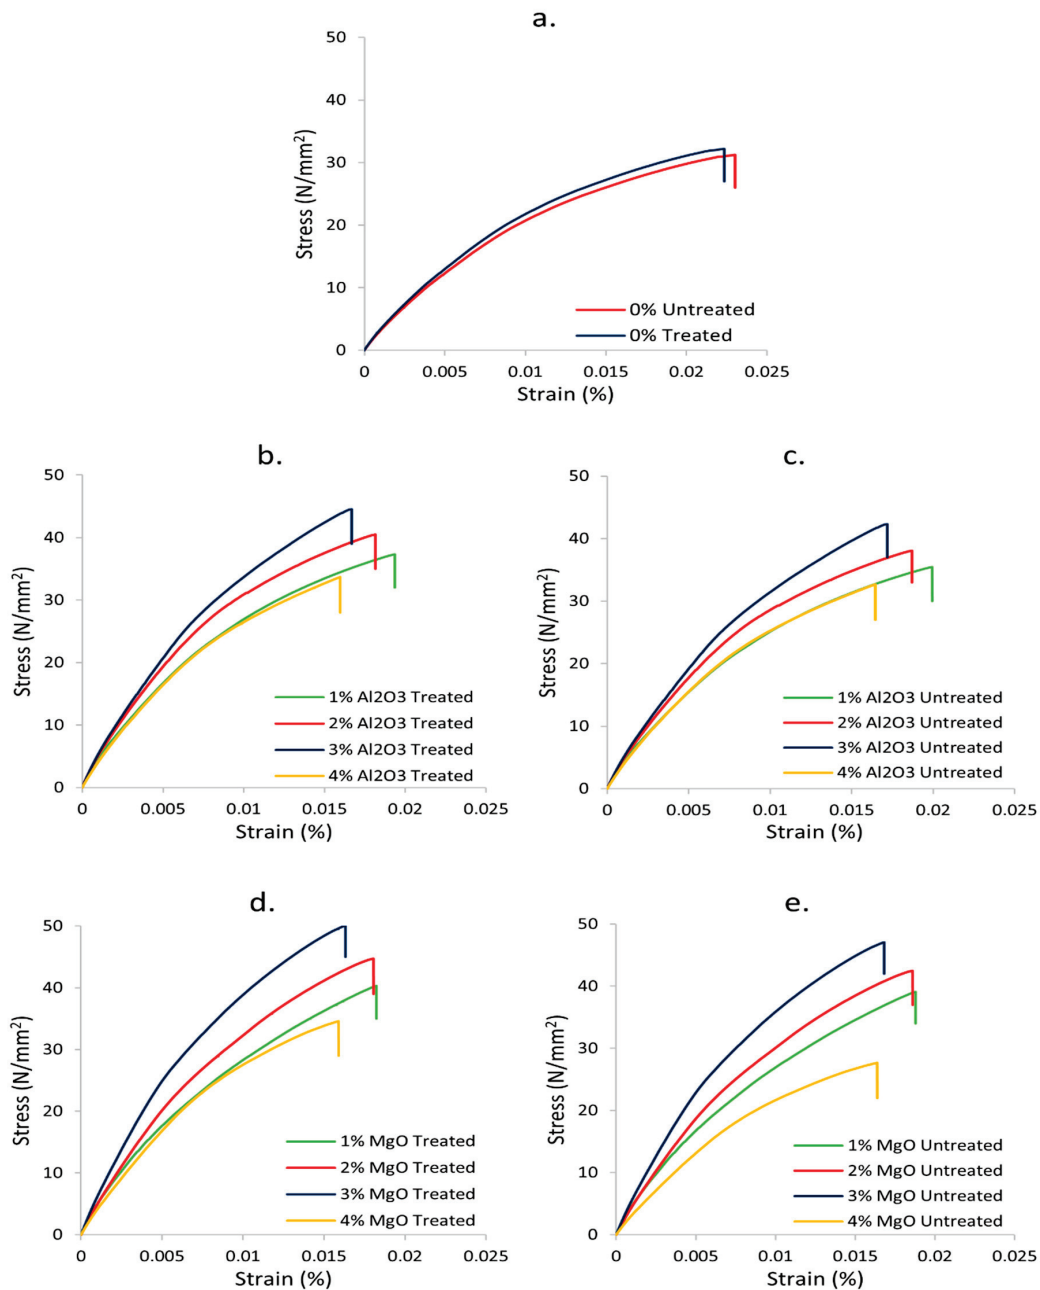 a.
50
40
30
20
10
0
Stress (N/mm²)
0% Untreated
0% Treated
0 0.005 0.01 0.015 0.02 0.025
Strain (%)
b.
50
40
30
20
10
0
Stress (N/mm²)
1% Al2O3 Treated
2% Al2O3 Treated
3% Al2O3 Treated
4% Al2O3 Treated
0 0.005 0.01 0.015 0.02 0.025
Strain (%)
c.
50
40
30
20
10
0
Stress (N/mm²)
1% Al2O3 Untreated
2% Al2O3 Untreated
3% Al2O3 Untreated
4% Al2O3 Untreated
0 0.005 0.01 0.015 0.02 0.025
Strain (%)
d.
50
40
30
20
10
0
Stress (N/mm²)
1% MgO Treated
2% MgO Treated
3% MgO Treated
4% MgO Treated
0 0.005 0.01 0.015 0.02 0.025
Strain (%)
e.
50
40
30
20
10
0
Stress (N/mm²)
1% MgO Untreated
2% MgO Untreated
3% MgO Untreated
4% MgO Untreated
0 0.005 0.01 0.015 0.02 0.025
Strain (%)